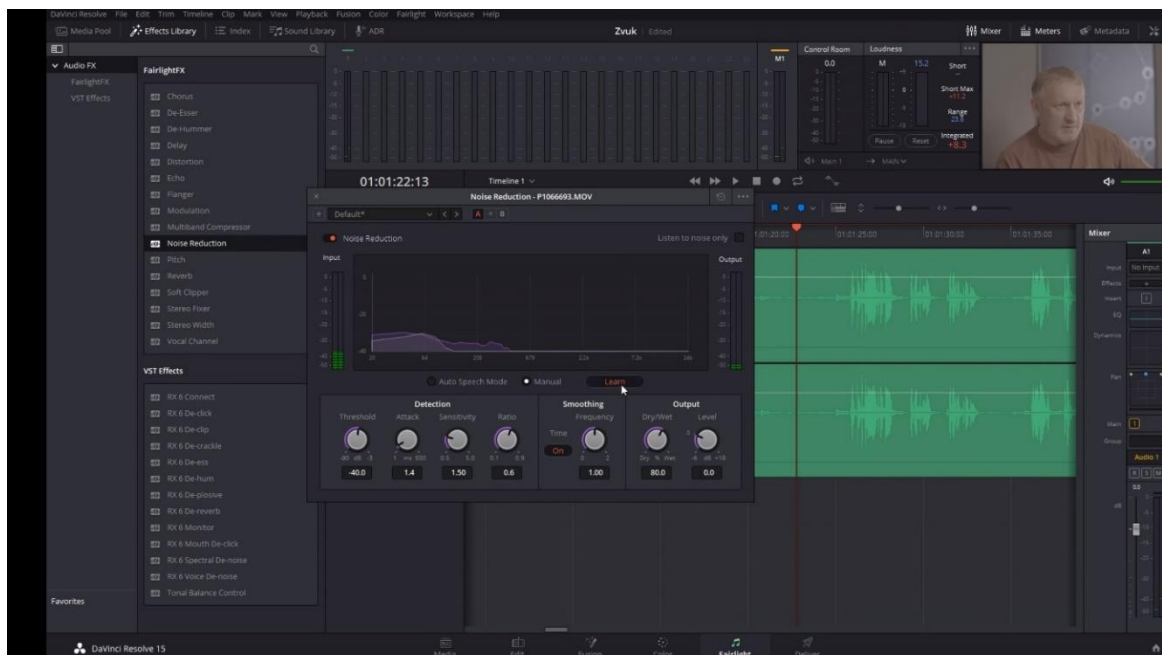 DaVinci Resolve File Edit Trim Timeline Clip Mark View Playback Fusion Color Fairlight Workspace Help
Media Pool Effects Library Index Sound Library ADR Zvuk Edited Mixer Meters Metadata
Audio FX
FairlightFX
VST Effects
FairlightFX
Chorus
De-Esser
De-Hummer
Delay
Distortion
Echo
Flanger
Modulation
Multiband Compressor
Noise Reduction
Pitch
Reverb
Soft Clipper
Stereo Fixer
Stereo Width
Vocal Channel
VST Effects
RX 6 Connect
RX 6 De-click
RX 6 De-clip
RX 6 De-crackle
RX 6 De-ess
RX 6 De-hum
RX 6 De-plosive
RX 6 De-reverb
RX 6 Monitor
RX 6 Mouth De-click
RX 6 Spectral De-noise
RX 6 Voice De-noise
Tonal Balance Control
Favorites
M1
Control Room Loudness
0.0 M 15.2 Short
Short Max
+11.2
Range
Integrated
+8.3
Pause Reset
Main 1 MAIN
01:01:22:13 Timeline 1
Noise Reduction - P1066693.MOV
Default* A B
Noise Reduction Listen to noise only
Input Output
Auto Speech Mode Manual Learn
Detection Smoothing Output
Threshold Attack Sensitivity Ratio Frequency Dry/Wet Level
Time
On
-40.0 1.4 1.50 0.6 1.00 80.0 0.0
01:01:25:00 01:01:30:00 01:01:35:00
Mixer
A1
Input No Input
Effects
Insert
EQ
Dynamics
Pan
Main 1
Group
Audio 1
R S M
0.0
dB
DaVinci Resolve 15 Media Edit Fusion Color Fairlight Deliver